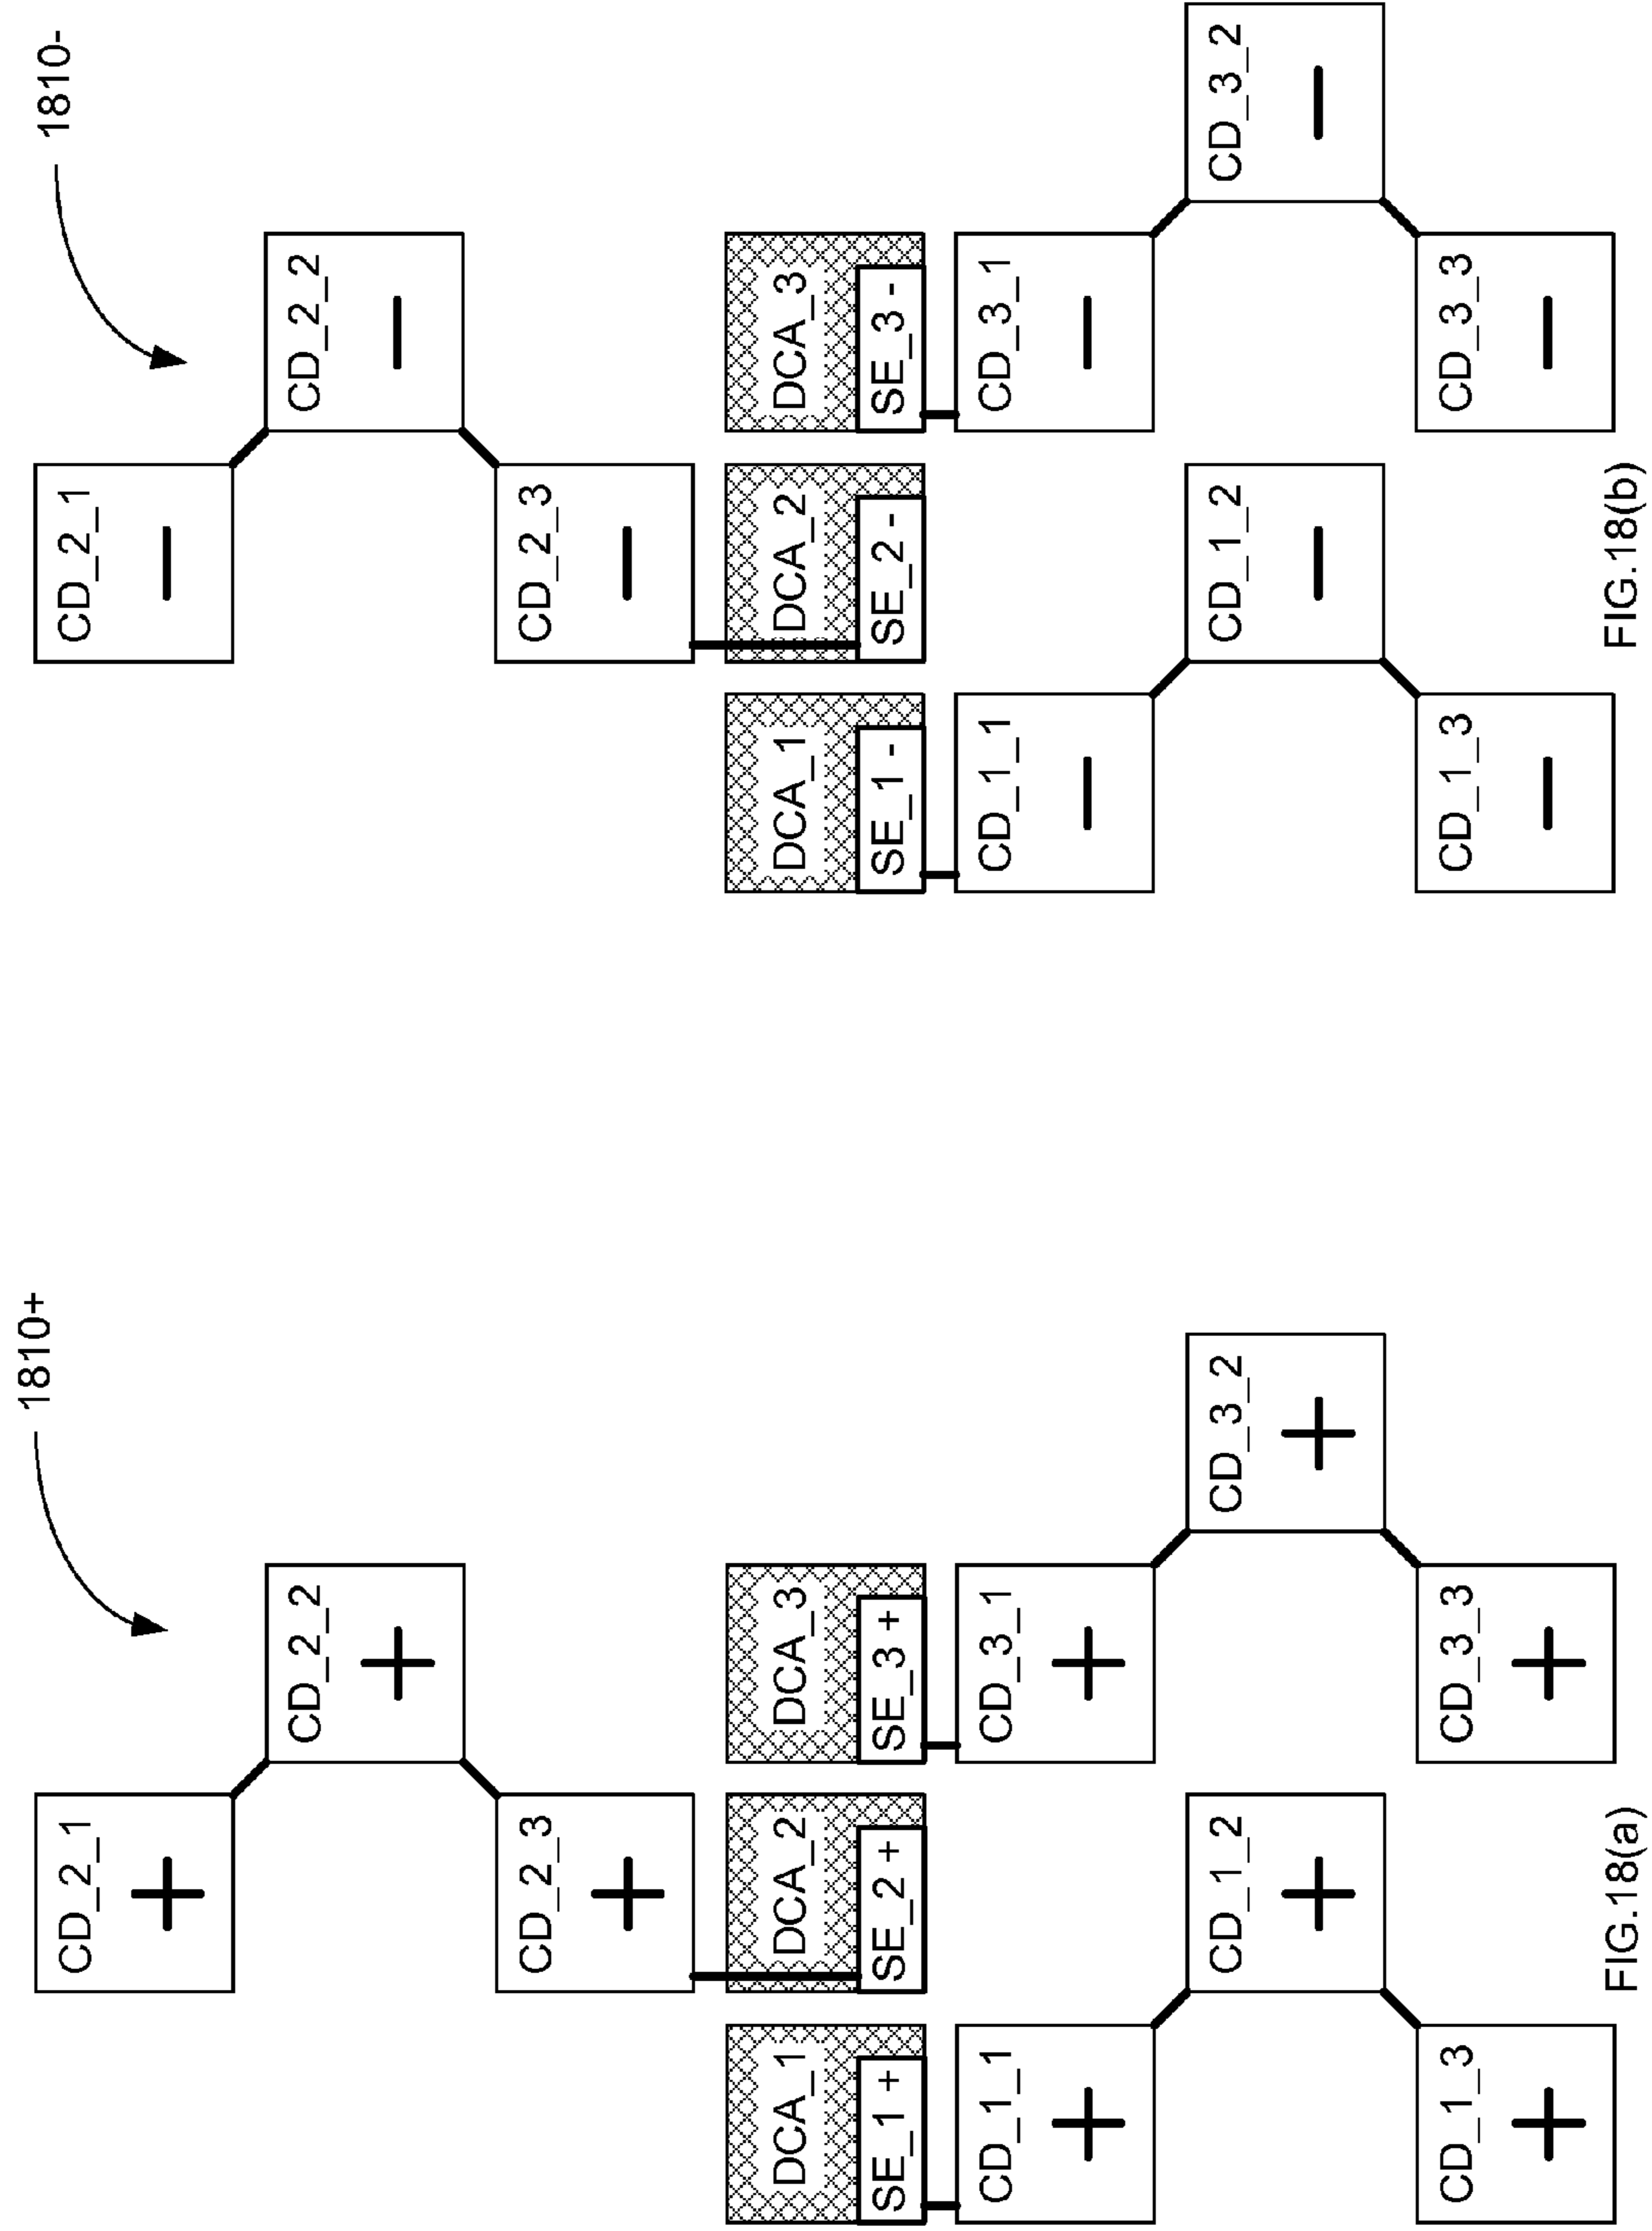 1810+
CD_2_1
+
CD_2_2
+
CD_2_3
+
DCA_1
DCA_2
DCA_3
SE_1 +
SE_2 +
SE_3 +
CD_1_1
+
CD_3_1
+
CD_1_2
+
CD_3_2
+
CD_1_3
+
CD_3_3
+
FIG.18(a)
1810-
CD_2_1
−
CD_2_2
−
CD_2_3
−
DCA_1
DCA_2
DCA_3
SE_1 -
SE_2 -
SE_3 -
CD_1_1
−
CD_3_1
−
CD_1_2
−
CD_3_2
−
CD_1_3
−
CD_3_3
−
FIG.18(b)